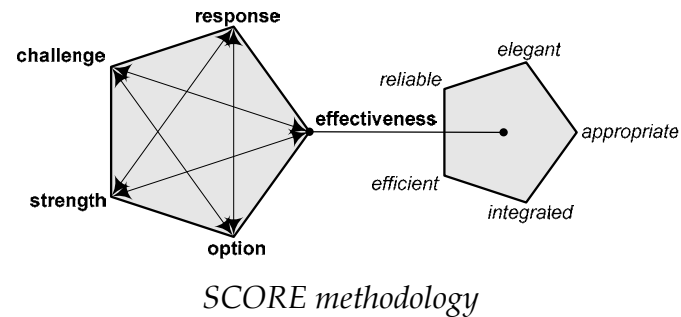 response
challenge
elegant
reliable
effectiveness
appropriate
efficient
strength
integrated
option
SCORE methodology